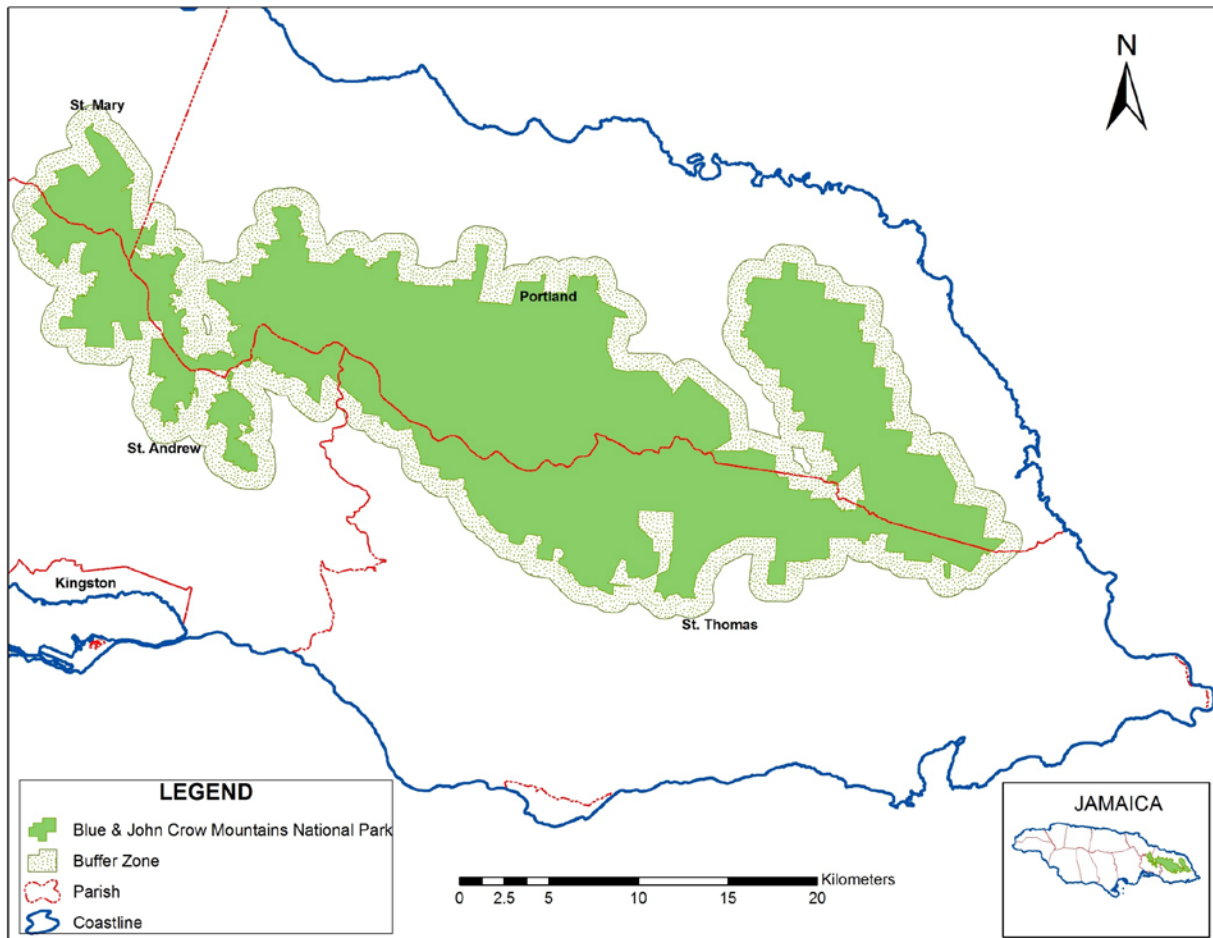 N
St. Mary
Portland
St. Andrew
Kingston
St. Thomas
LEGEND
Blue & John Crow Mountains National Park
Buffer Zone
Parish
Coastline
Kilometers
0 2.5 5 10 15 20
JAMAICA